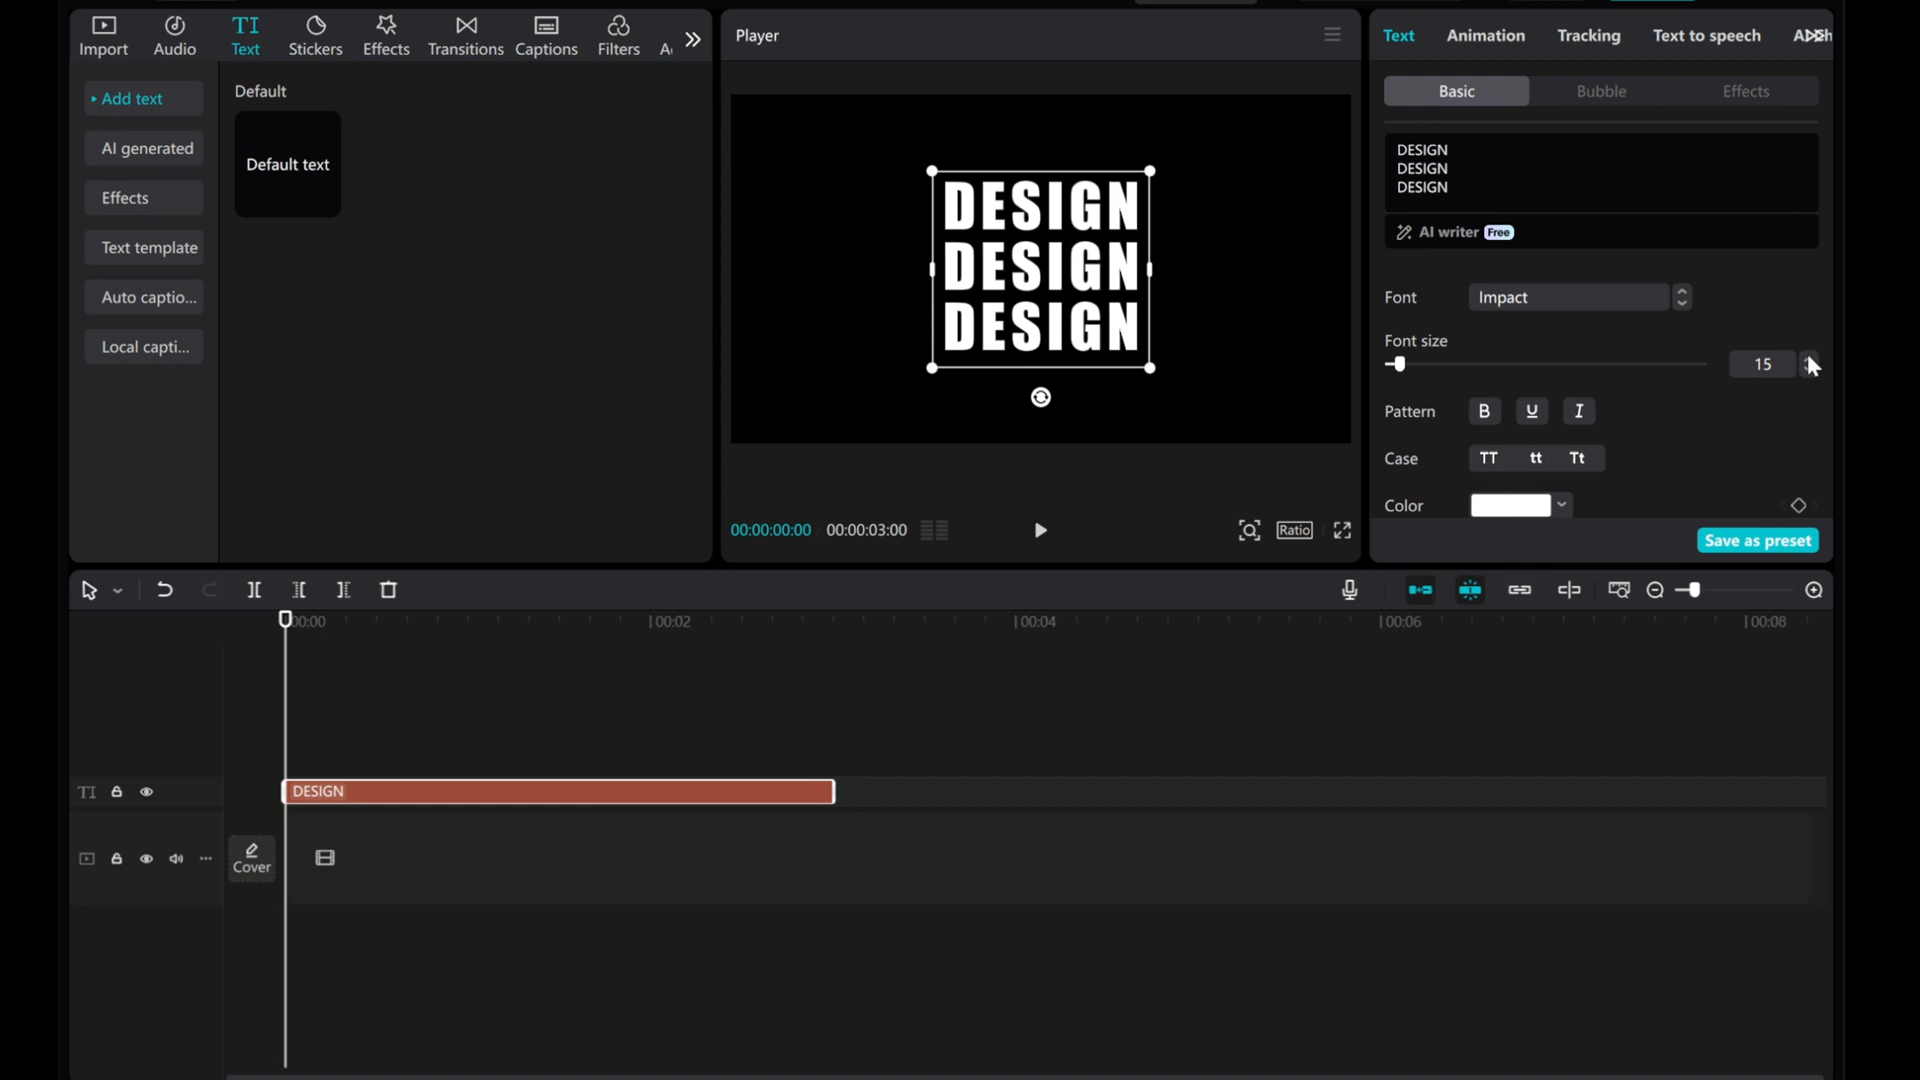 Import
Audio
TI
Text
Stickers
Effects
Transitions
Captions
Filters
Player
Text
Animation
Tracking
Text to speech
Add text
AI generated
Effects
Text template
Auto captio...
Local capti...
Default
Default text
DESIGN
DESIGN
DESIGN
00:00:00:00
00:00:03:00
Ratio
Basic
Bubble
Effects
DESIGN
DESIGN
DESIGN
AI writer
Free
Font
Impact
Font size
15
Pattern
B
U
I
Case
TT
tt
Tt
Color
Save as preset
00:00
00:02
00:04
00:06
00:08
TI
DESIGN
Cover